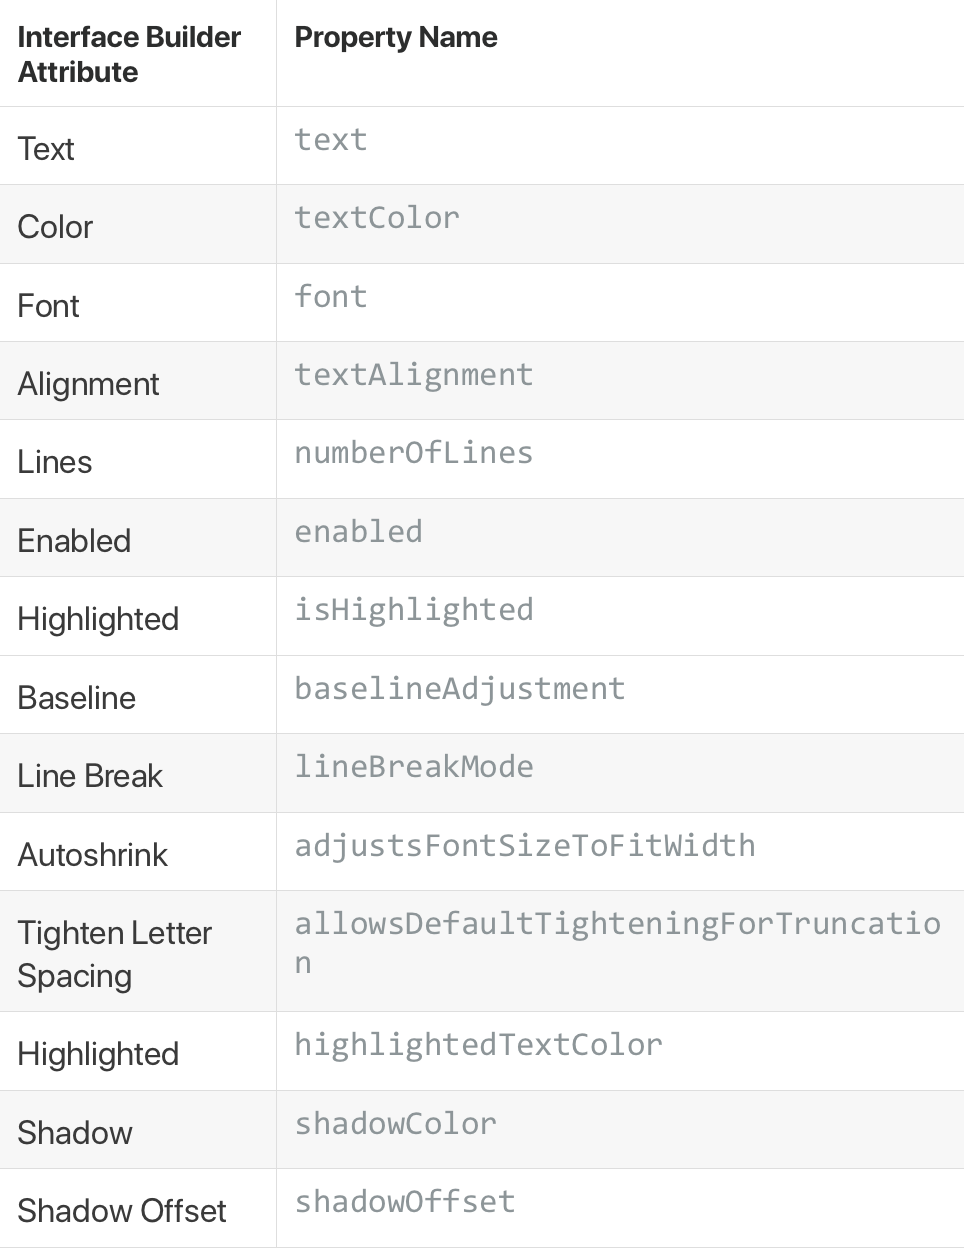 Interface Builder
Attribute
Property Name
Text
text
Color
textColor
Font
font
Alignment
textAlignment
Lines
numberOfLines
Enabled
enabled
Highlighted
isHighlighted
Baseline
baselineAdjustment
Line Break
lineBreakMode
Autoshrink
adjustsFontSizeToFitWidth
Tighten Letter
Spacing
allowsDefaultTighteningForTruncatio
n
Highlighted
highlightedTextColor
Shadow
shadowColor
Shadow Offset
shadowOffset